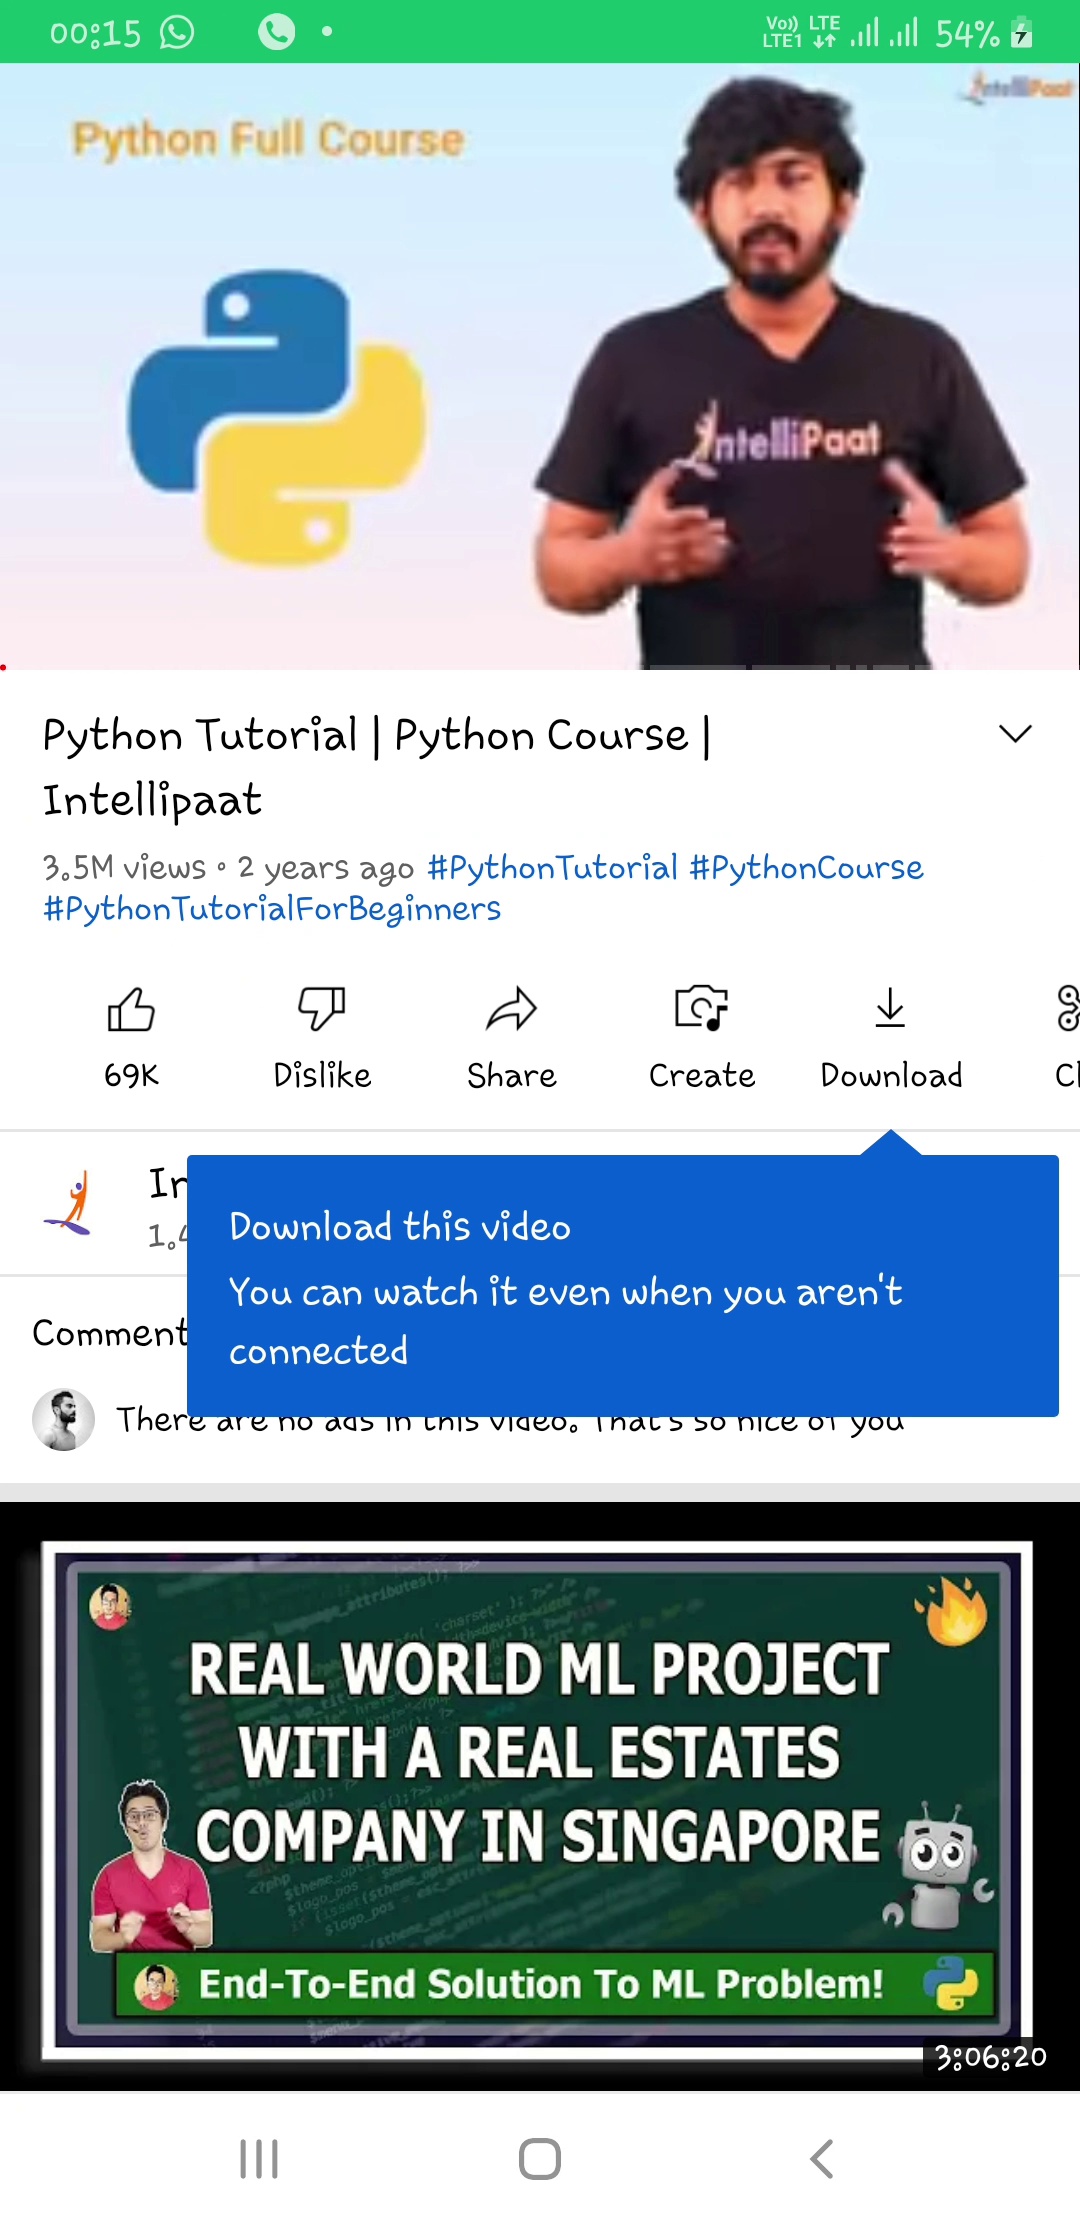 00:15
Vo)) LTE
LTE1
54%
IntelliPaat
Python Full Course
IntelliPaat
Python Tutorial | Python Course |
Intellipaat
3.5M views • 2 years ago #PythonTutorial #PythonCourse
#PythonTutorialForBeginners
69K
Dislike
Share
Create
Download
In
1.4
Download this video
You can watch it even when you aren't
connected
Comment
There are no ads in this video. That's so nice of you
REAL WORLD ML PROJECT
WITH A REAL ESTATES
COMPANY IN SINGAPORE
End-To-End Solution To ML Problem!
3:06:20